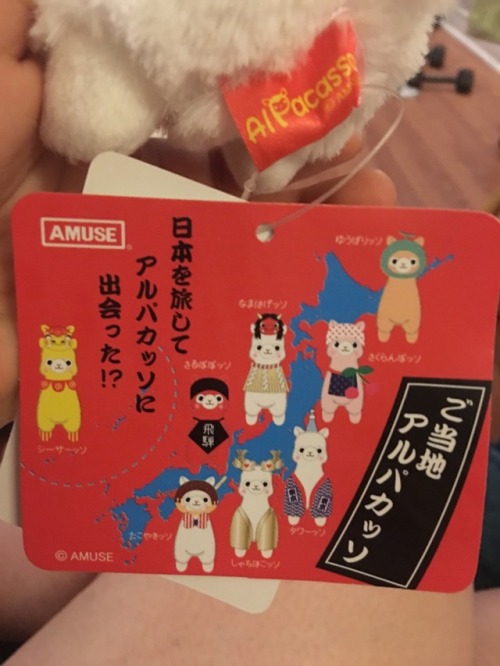 AlPacasso
AMUSE
日本を旅して
アルパカッソに
出会った!?
ゆうばりッソ
なまはげッソ
さくらんぼッソ
さるぼぼッソ
飛騨
シーサーッソ
たこやきッソ
しゃちほこッソ
タワーッソ
ご当地
アルパカッソ
© AMUSE